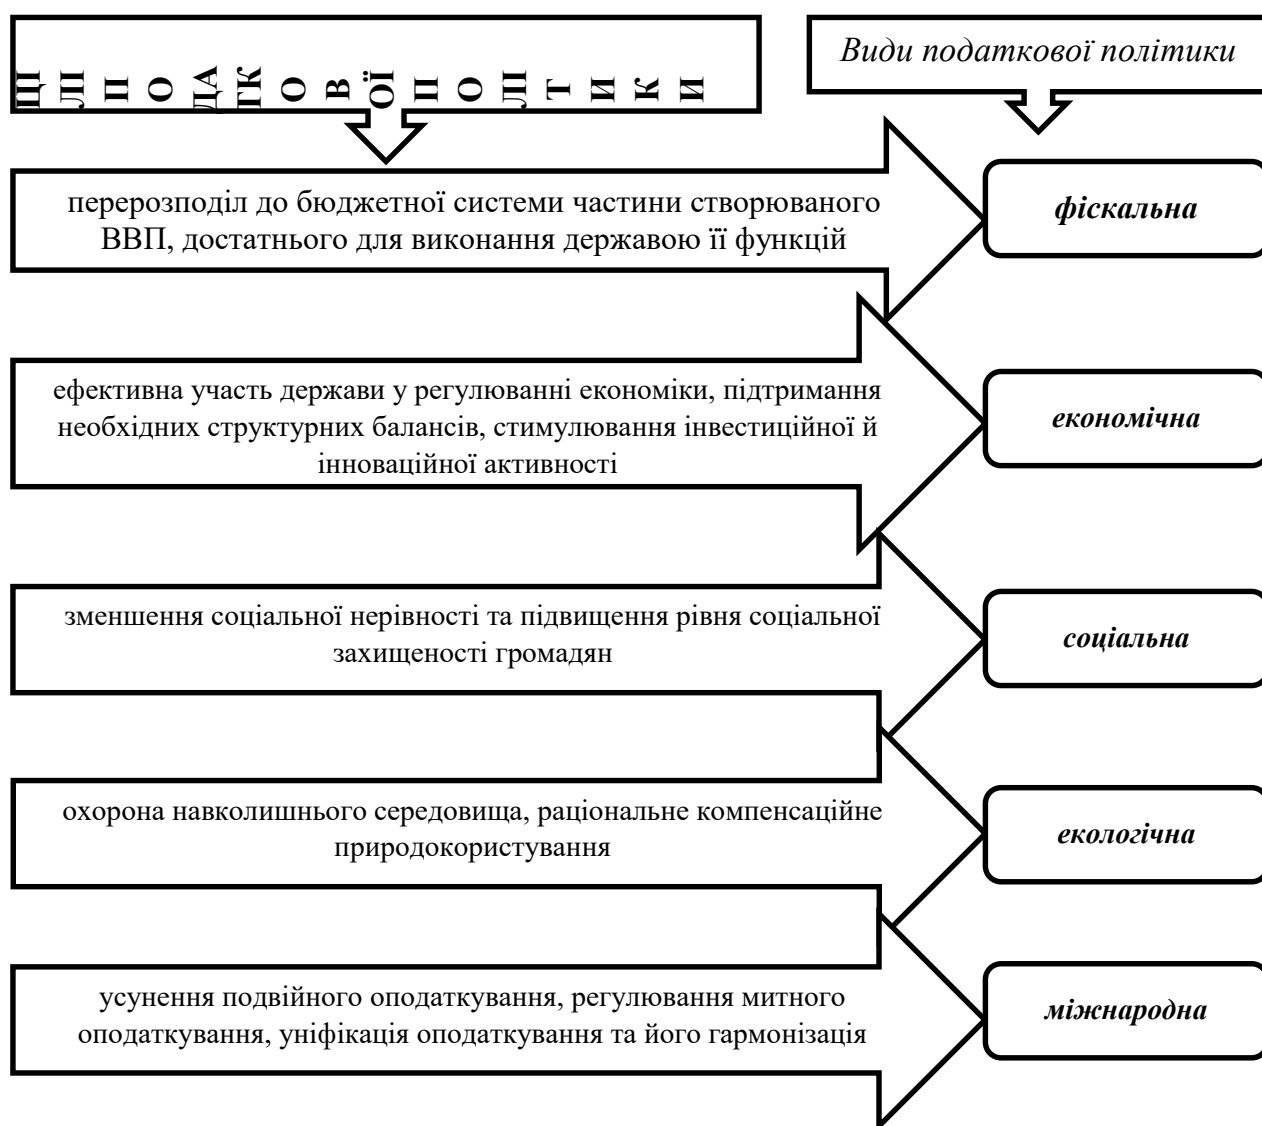 ЦІЛІ ПОДАТКОВОЇ ПОЛІТИКИ
Види податкової політики
перерозподіл до бюджетної системи частини створюваного
ВВП, достатнього для виконання державою її функцій
фіскальна
ефективна участь держави у регулюванні економіки, підтримання
необхідних структурних балансів, стимулювання інвестиційної й
інноваційної активності
економічна
зменшення соціальної нерівності та підвищення рівня соціальної
захищеності громадян
соціальна
охорона навколишнього середовища, раціональне компенсаційне
природокористування
екологічна
усунення подвійного оподаткування, регулювання митного
оподаткування, уніфікація оподаткування та його гармонізація
міжнародна